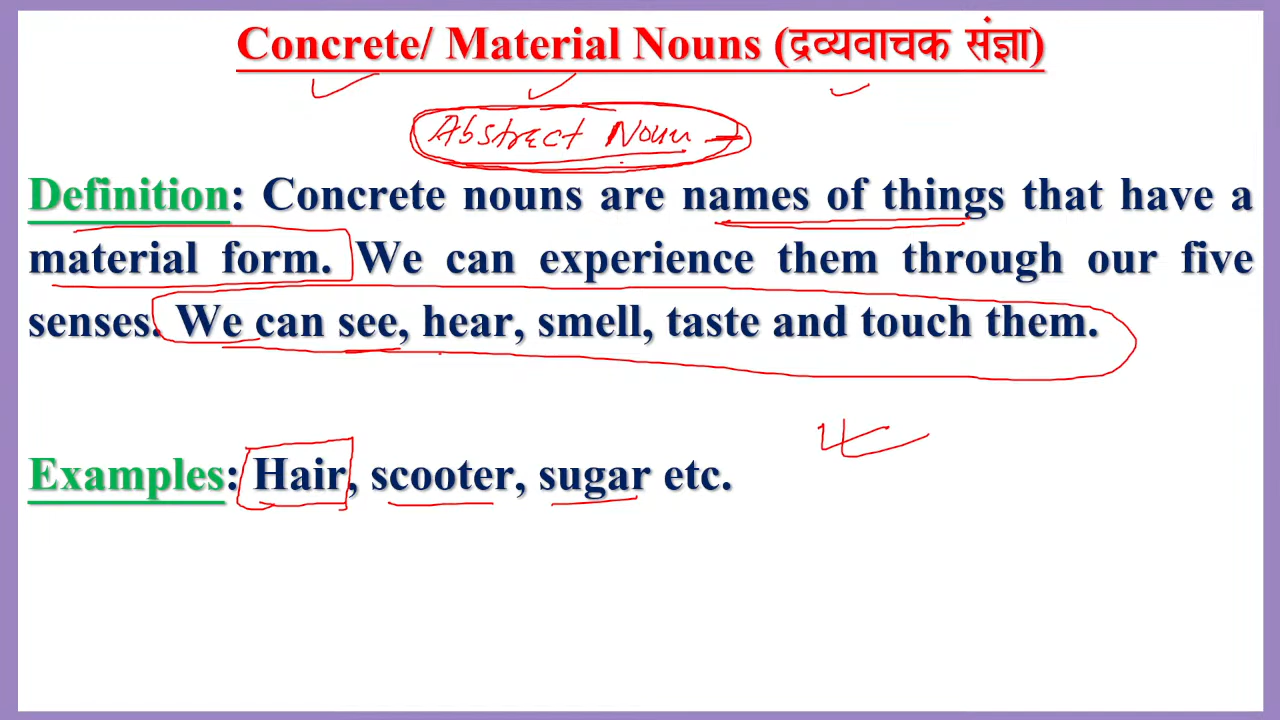 Concrete/ Material Nouns (द्रव्यवाचक संज्ञा)
Abstract Noun
Definition: Concrete nouns are names of things that have a
material form. We can experience them through our five
senses. We can see, hear, smell, taste and touch them.
Examples: Hair, scooter, sugar etc.